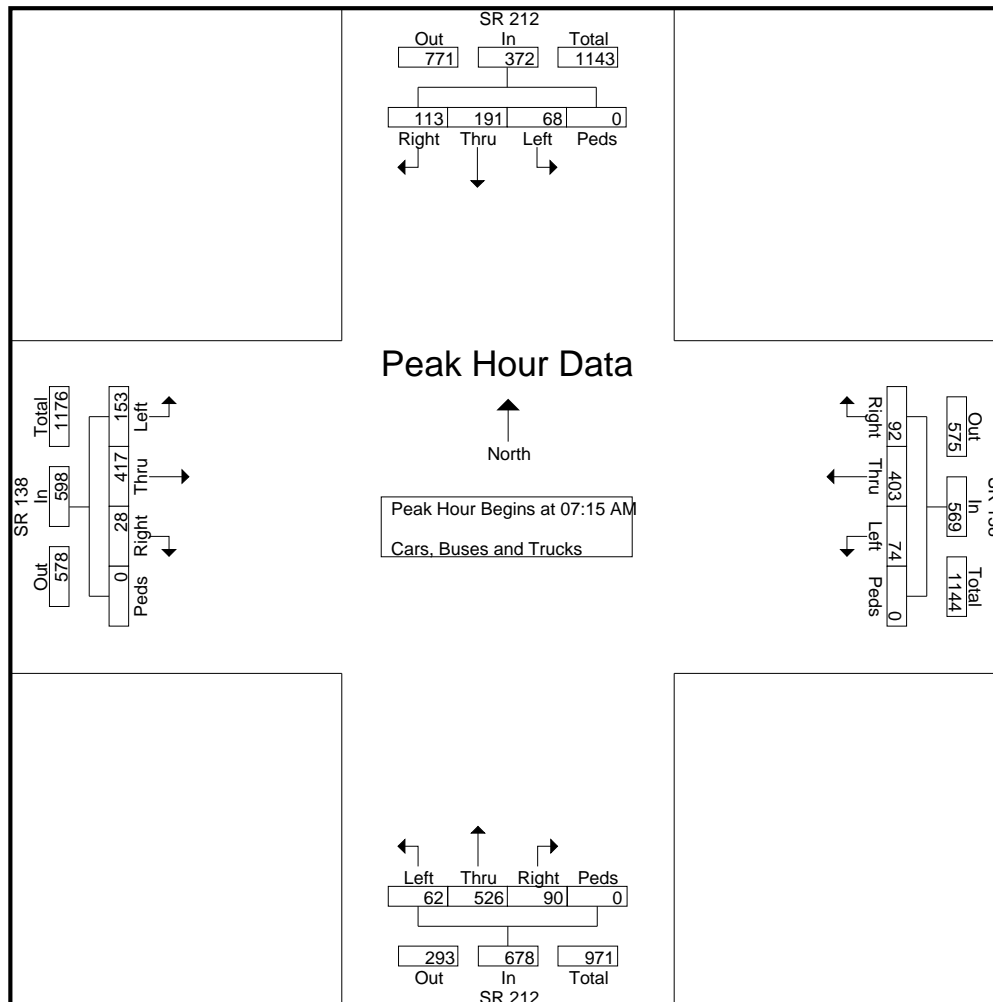 SR 212
Out In Total
771 372 1143
113 191 68 0
Right Thru Left Peds
Peak Hour Data
North
Peak Hour Begins at 07:15 AM
Cars, Buses and Trucks
SR 138
Out In Total
578 598 1176
153 417 28 0
Left Thru Right Peds
Right Thru Left Peds
92 403 74 0
Out In Total
575 569 1144
Left Thru Right Peds
62 526 90 0
293 678 971
Out In Total
SR 212